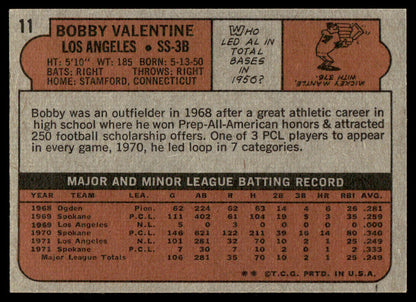 11
BOBBY VALENTINE
LOS ANGELES • SS-3B
HT: 5'10" WT: 185 BORN: 5-13-50
BATS: RIGHT THROWS: RIGHT
HOME: STAMFORD, CONNECTICUT
WHO
LED AL IN
TOTAL
BASES
IN 1956?
MICKEY MANTLE
WITH 376.
Bobby was an outfielder in 1968 after a great athletic career in
high school where he won Prep-All-American honors & attracted
250 football scholarship offers. One of 3 PCL players to appear
in every game, 1970, he led loop in 7 categories.
MAJOR AND MINOR LEAGUE BATTING RECORD
YEAR TEAM LEA. G AB R H 2B 3B HR RBI AVG.
1968 Ogden Pion. 62 224 62 63 14 4 6 26 .281
1969 Spokane P.C.L. 111 402 61 104 19 5 3 35 .259
1969 Los Angeles N.L. 5 0 3 0 0 0 0 0 .000
1970 Spokane P.C.L. 146 621 122 211 39 16 14 80 .340
1971 Los Angeles N.L. 101 281 32 70 10 2 1 25 .249
1971 Spokane P.C.L. 7 30 7 10 2 0 1 2 .333
Major League Totals 106 281 35 70 10 2 1 25 .249
** ©T.C.G. PRTD. IN U.S.A.